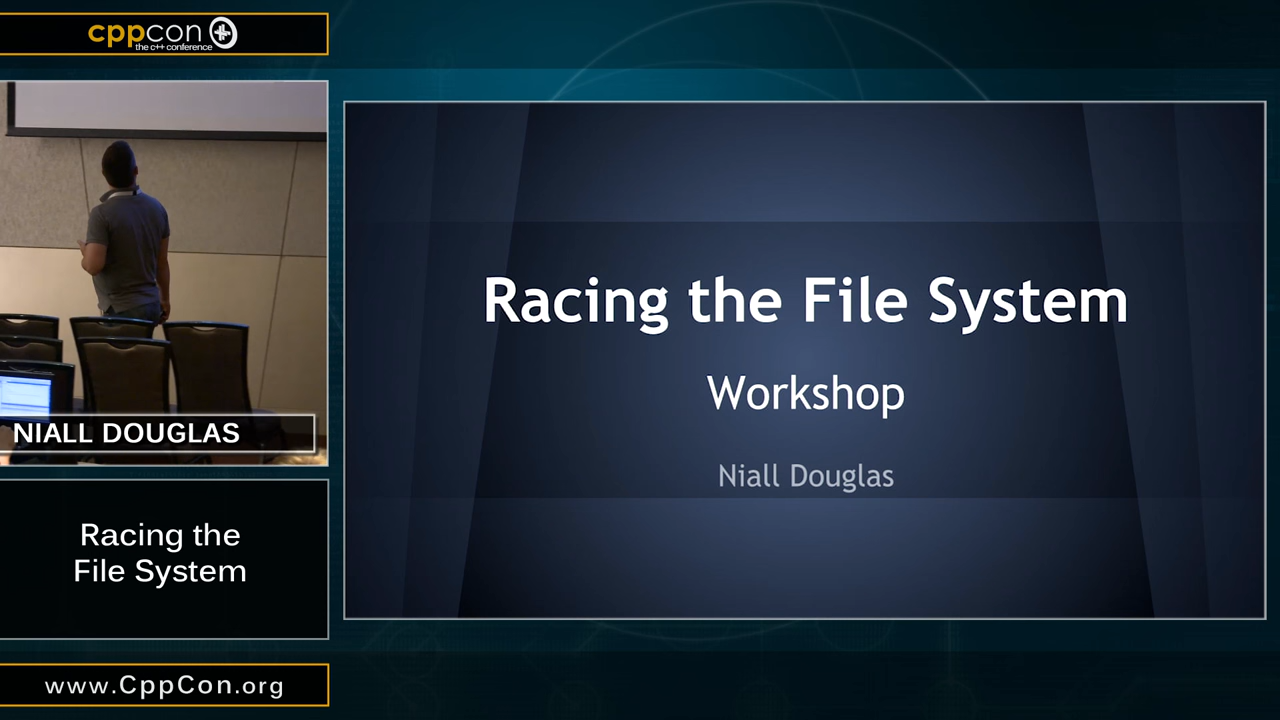 cppcon
the c++ conference
NIALL DOUGLAS
Racing the
File System
www.CppCon.org
Racing the File System
Workshop
Niall Douglas